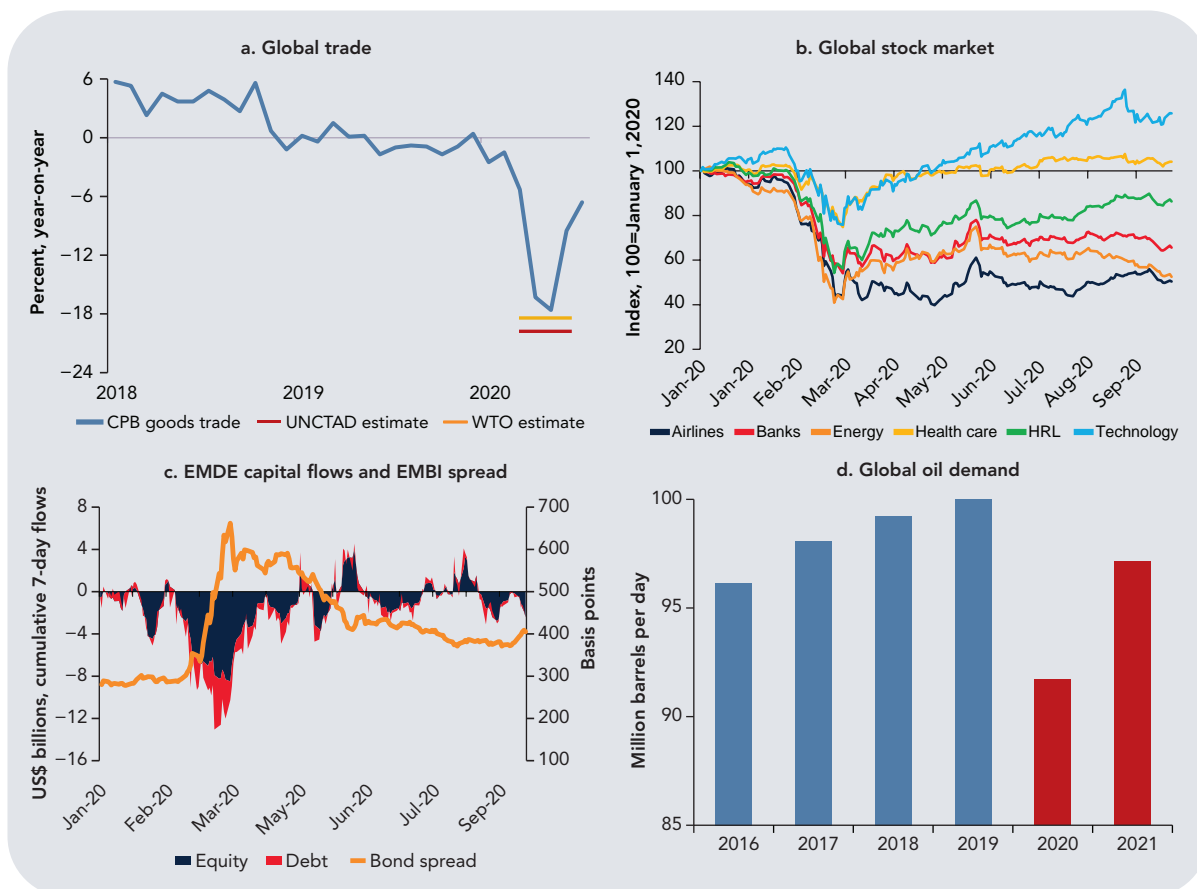 a. Global trade
Percent, year-on-year
6
0
−6
−12
−18
−24
2018
2019
2020
CPB goods trade
UNCTAD estimate
WTO estimate
b. Global stock market
Index, 100=January 1,2020
140
120
100
80
60
40
20
Jan-20
Jan-20
Feb-20
Mar-20
Apr-20
May-20
Jun-20
Jul-20
Aug-20
Sep-20
Airlines
Banks
Energy
Health care
HRL
Technology
c. EMDE capital flows and EMBI spread
US$ billions, cumulative 7-day flows
8
4
0
−4
−8
−12
−16
700
600
500
400
300
200
100
Basis points
Jan-20
Feb-20
Mar-20
May-20
Jun-20
Jul-20
Sep-20
Equity
Debt
Bond spread
d. Global oil demand
Million barrels per day
100
95
90
85
2016
2017
2018
2019
2020
2021